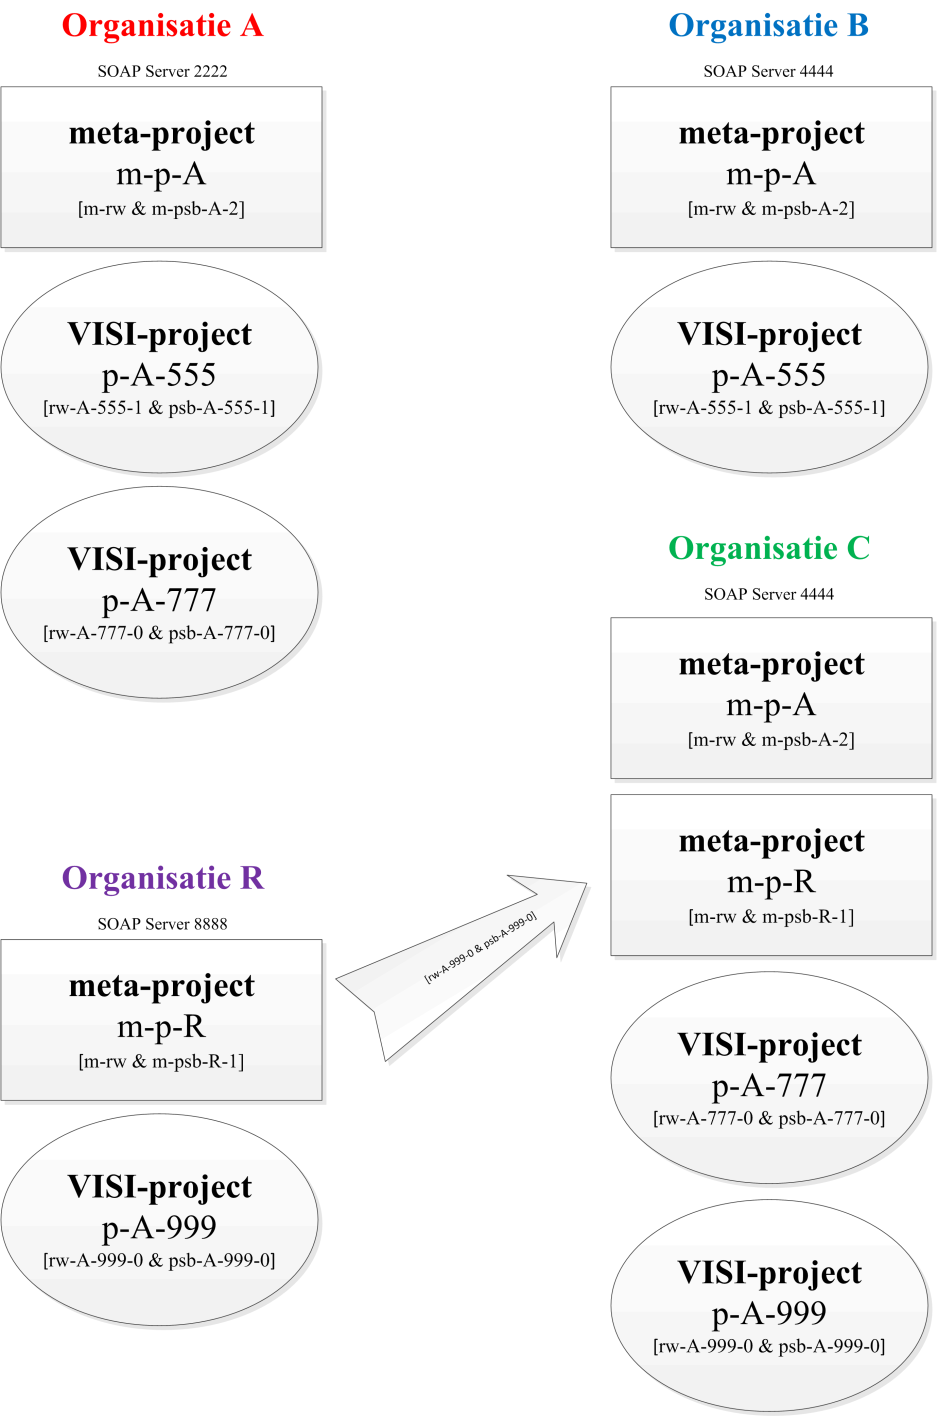 Organisatie A
SOAP Server 2222
meta-project
m-p-A
[m-rw & m-psb-A-2]
VISI-project
p-A-555
[rw-A-555-1 & psb-A-555-1]
VISI-project
p-A-777
[rw-A-777-0 & psb-A-777-0]
Organisatie B
SOAP Server 4444
meta-project
m-p-A
[m-rw & m-psb-A-2]
VISI-project
p-A-555
[rw-A-555-1 & psb-A-555-1]
Organisatie R
SOAP Server 8888
meta-project
m-p-R
[m-rw & m-psb-R-1]
VISI-project
p-A-999
[rw-A-999-0 & psb-A-999-0]
[rw-A-999-0 & psb-A-999-0]
Organisatie C
SOAP Server 4444
meta-project
m-p-A
[m-rw & m-psb-A-2]
meta-project
m-p-R
[m-rw & m-psb-R-1]
VISI-project
p-A-777
[rw-A-777-0 & psb-A-777-0]
VISI-project
p-A-999
[rw-A-999-0 & psb-A-999-0]